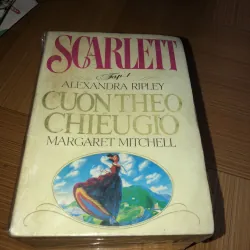 SCARLETT
Tập 1
ALEXANDRA RIPLEY
CUỐN THEO
CHIỀU GIÓ
MARGARET MITCHELL